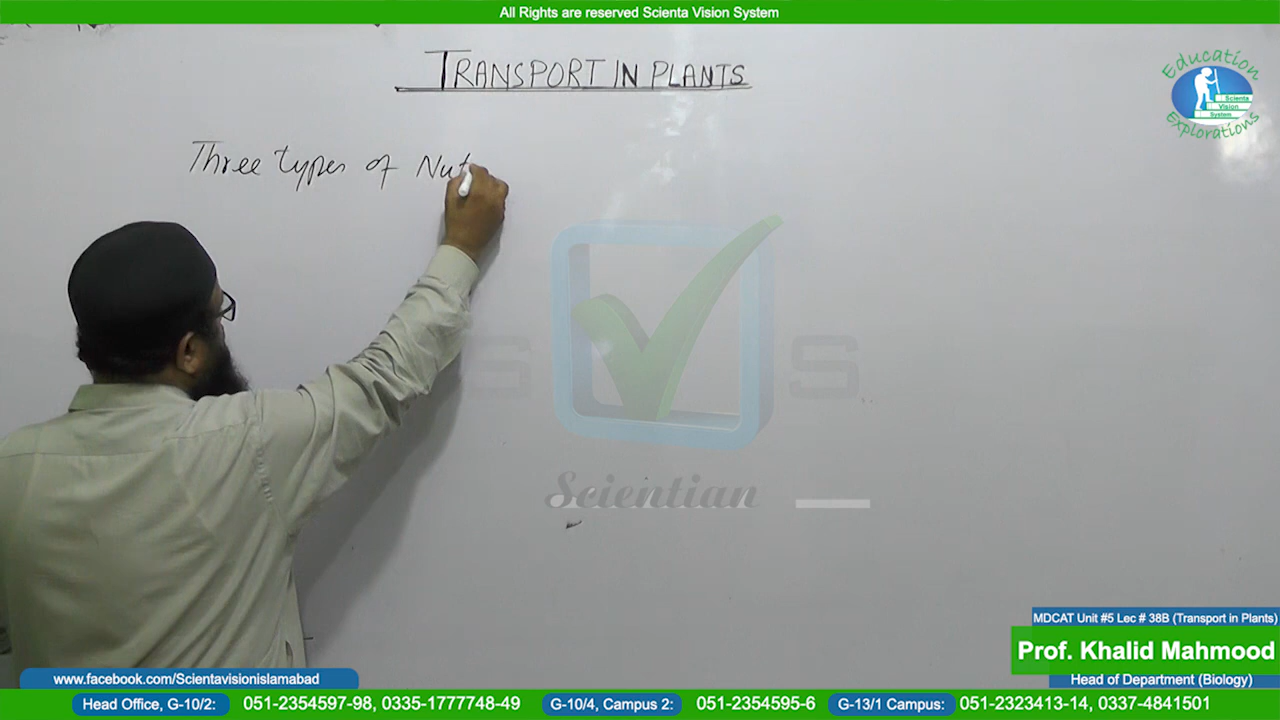 All Rights are reserved Scienta Vision System
TRANSPORT IN PLANTS
Education
Scienta
Vision
System
Explorations
Three types of Nut
S S
Scientian
MDCAT Unit #5 Lec # 38B (Transport in Plants)
Prof. Khalid Mahmood
Head of Department (Biology)
www.facebook.com/Scientavisionislamabad
Head Office, G-10/2: 051-2354597-98, 0335-1777748-49 G-10/4, Campus 2: 051-2354595-6 G-13/1 Campus: 051-2323413-14, 0337-4841501